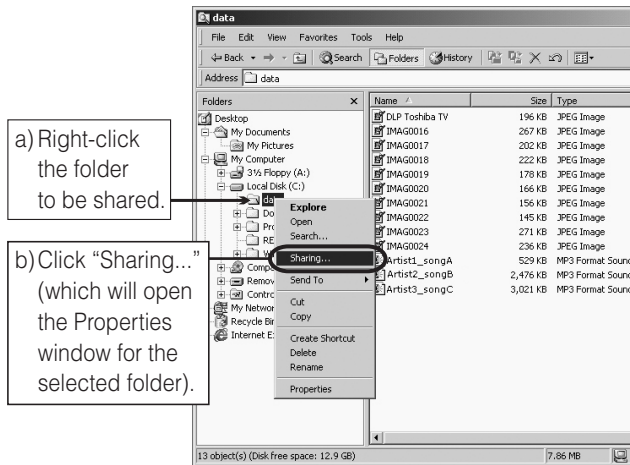 data
File Edit View Favorites Tools Help
Back Search Folders History
Address data
Folders x
Desktop
My Documents
My Pictures
My Computer
3½ Floppy (A:)
Local Disk (C:)
My Networ
Recycle Bi
Internet E
Compu
Remov
Contro
Explore
Open
Search...
Sharing...
Send To
Cut
Copy
Create Shortcut
Delete
Rename
Properties
Name Size Type
DLP Toshiba TV 196 KB JPEG Image
IMAG0016 267 KB JPEG Image
IMAG0017 202 KB JPEG Image
IMAG0018 222 KB JPEG Image
IMAG0019 178 KB JPEG Image
IMAG0020 166 KB JPEG Image
IMAG0021 156 KB JPEG Image
IMAG0022 145 KB JPEG Image
IMAG0023 271 KB JPEG Image
IMAG0024 236 KB JPEG Image
Artist1_songA 529 KB MP3 Format Sound
Artist2_songB 2,476 KB MP3 Format Sound
Artist3_songC 3,021 KB MP3 Format Sound
13 object(s) (Disk free space: 12.9 GB) 7.86 MB
a) Right-click
the folder
to be shared.
b) Click “Sharing...”
(which will open
the Properties
window for the
selected folder).